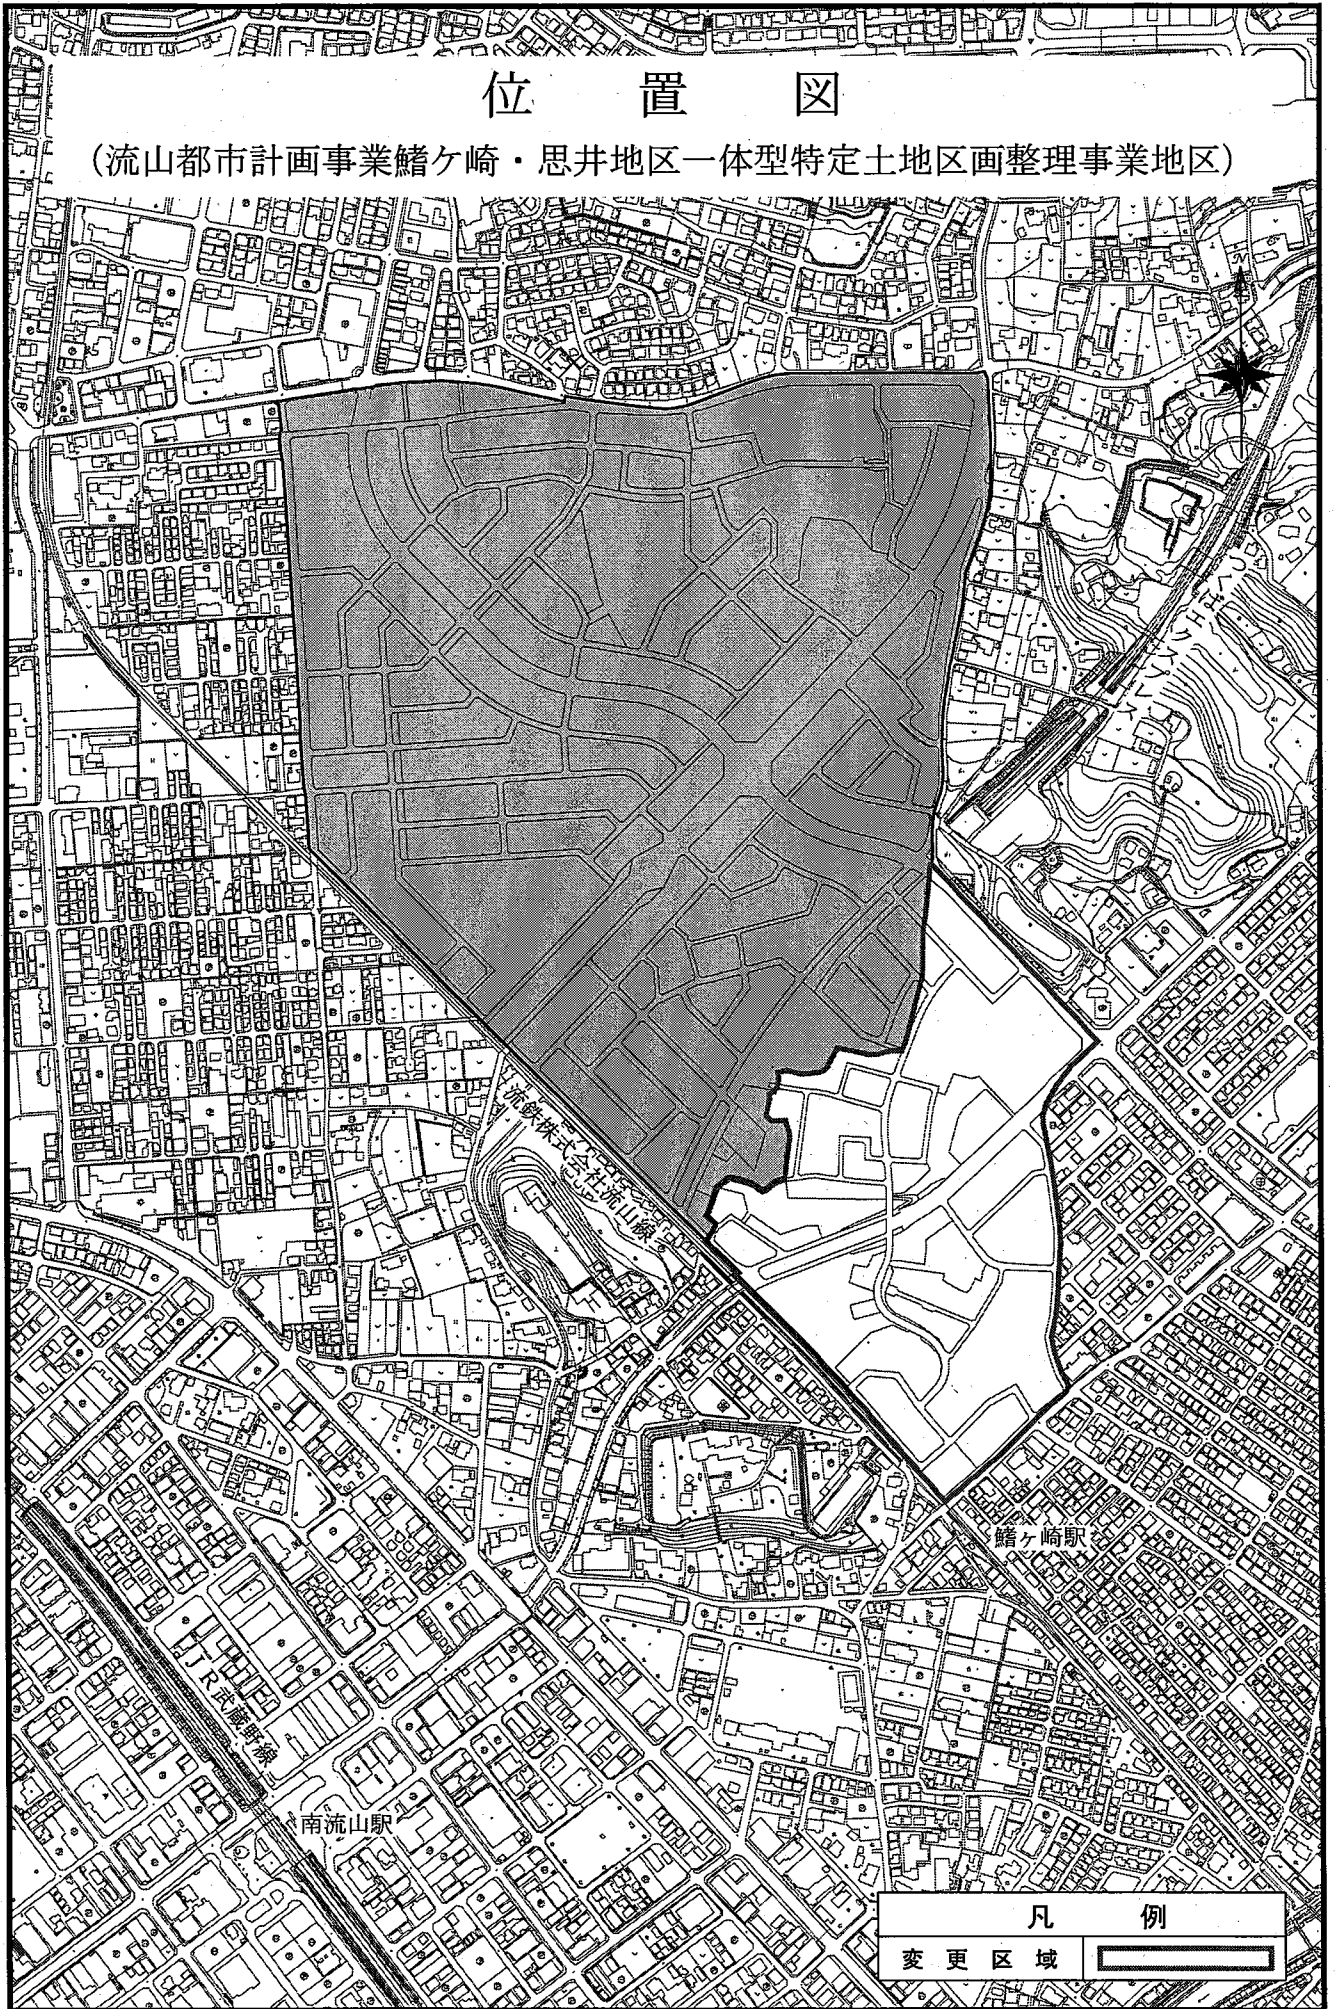 位置図
(流山都市計画事業鰭ケ崎・思井地区一体型特定土地区画整理事業地区)
N
つくばエクスプレス
流鉄株式会社流山線
鰭ヶ崎駅
JR武蔵野線
南流山駅
凡例
変更区域